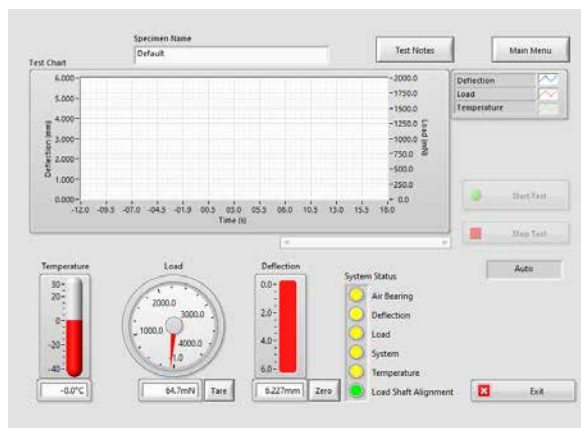 Specimen Name
Default
Test Notes
Main Menu
Test Chart
6.000
5.000
4.000
3.000
2.000
1.000
0.000
Deflection (mm)
2000.0
1750.0
1500.0
1250.0
1000.0
750.0
500.0
250.0
0.0
Load (mN)
-12.0 -09.5 -07.0 -04.5 -01.9 00.5 03.0 05.5 08.0 10.5 13.0 15.5 18.0
Time (s)
Deflection
Load
Temperature
Start Test
Stop Test
Auto
Temperature
30
20
0
-20
-40
-0.0°C
Load
1000.0
2000.0
3000.0
4000.0
64.7mN
Tare
Deflection
0.0
2.0
4.0
6.0
6.227mm
Zero
System Status
Air Bearing
Deflection
Load
System
Temperature
Load Shaft Alignment
Exit